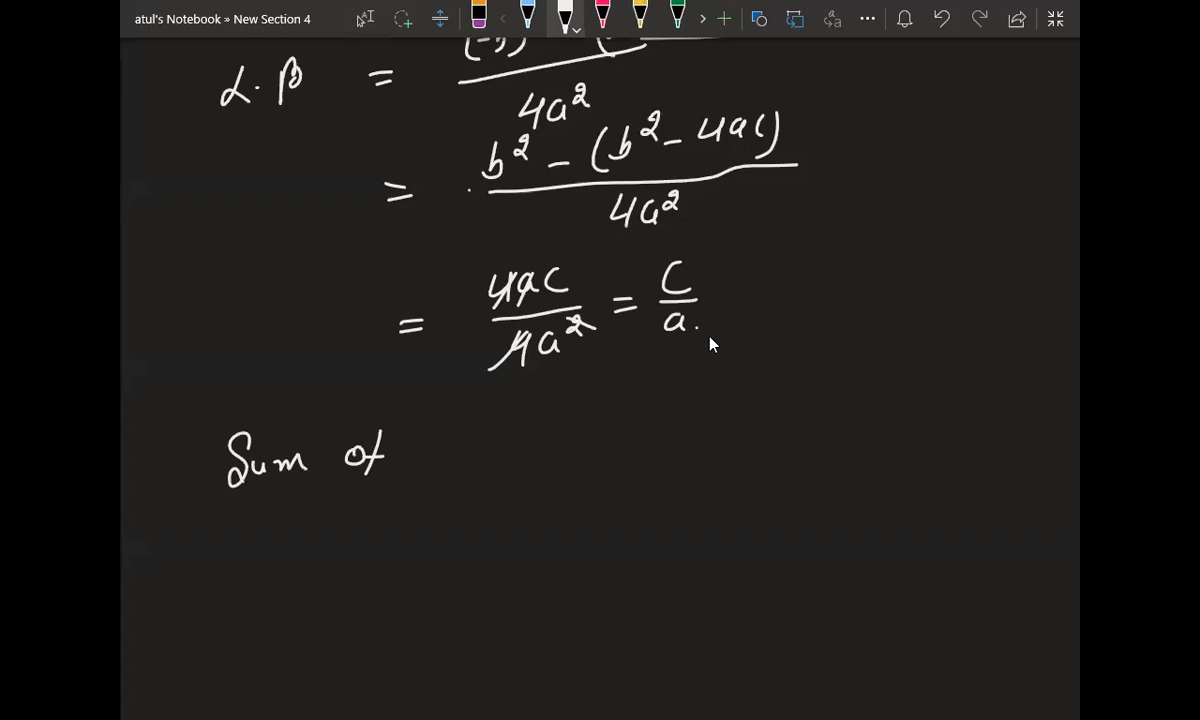 atul's Notebook » New Section 4
α.β = / 4a²
= b² - (b² - 4ac) / 4a²
= 4ac / 4a² = c / a.
Sum of